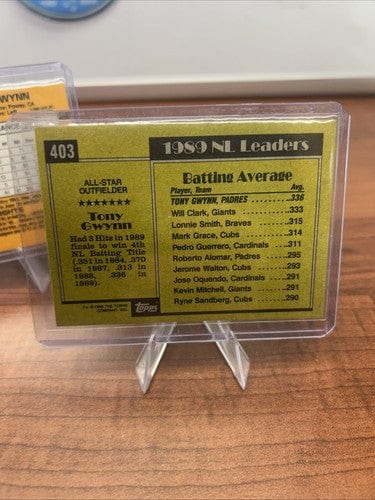 WYNN
403
1989 NL Leaders
ALL-STAR
OUTFIELDER
★★★★★★★
Tony
Gwynn
Had 3 Hits in 1989
finale to win 4th
NL Batting Title
(.351 in 1984, .370
in 1987, .313 in
1988, .336 in
1989).
Topps
Batting Average
Player, Team Avg.
TONY GWYNN, PADRES ..........336
Will Clark, Giants ..........333
Lonnie Smith, Braves ..........315
Mark Grace, Cubs ..........314
Pedro Guerrero, Cardinals ..........311
Roberto Alomar, Padres ..........295
Jerome Walton, Cubs ..........293
Jose Oquendo, Cardinals ..........291
Kevin Mitchell, Giants ..........291
Ryne Sandberg, Cubs ..........290